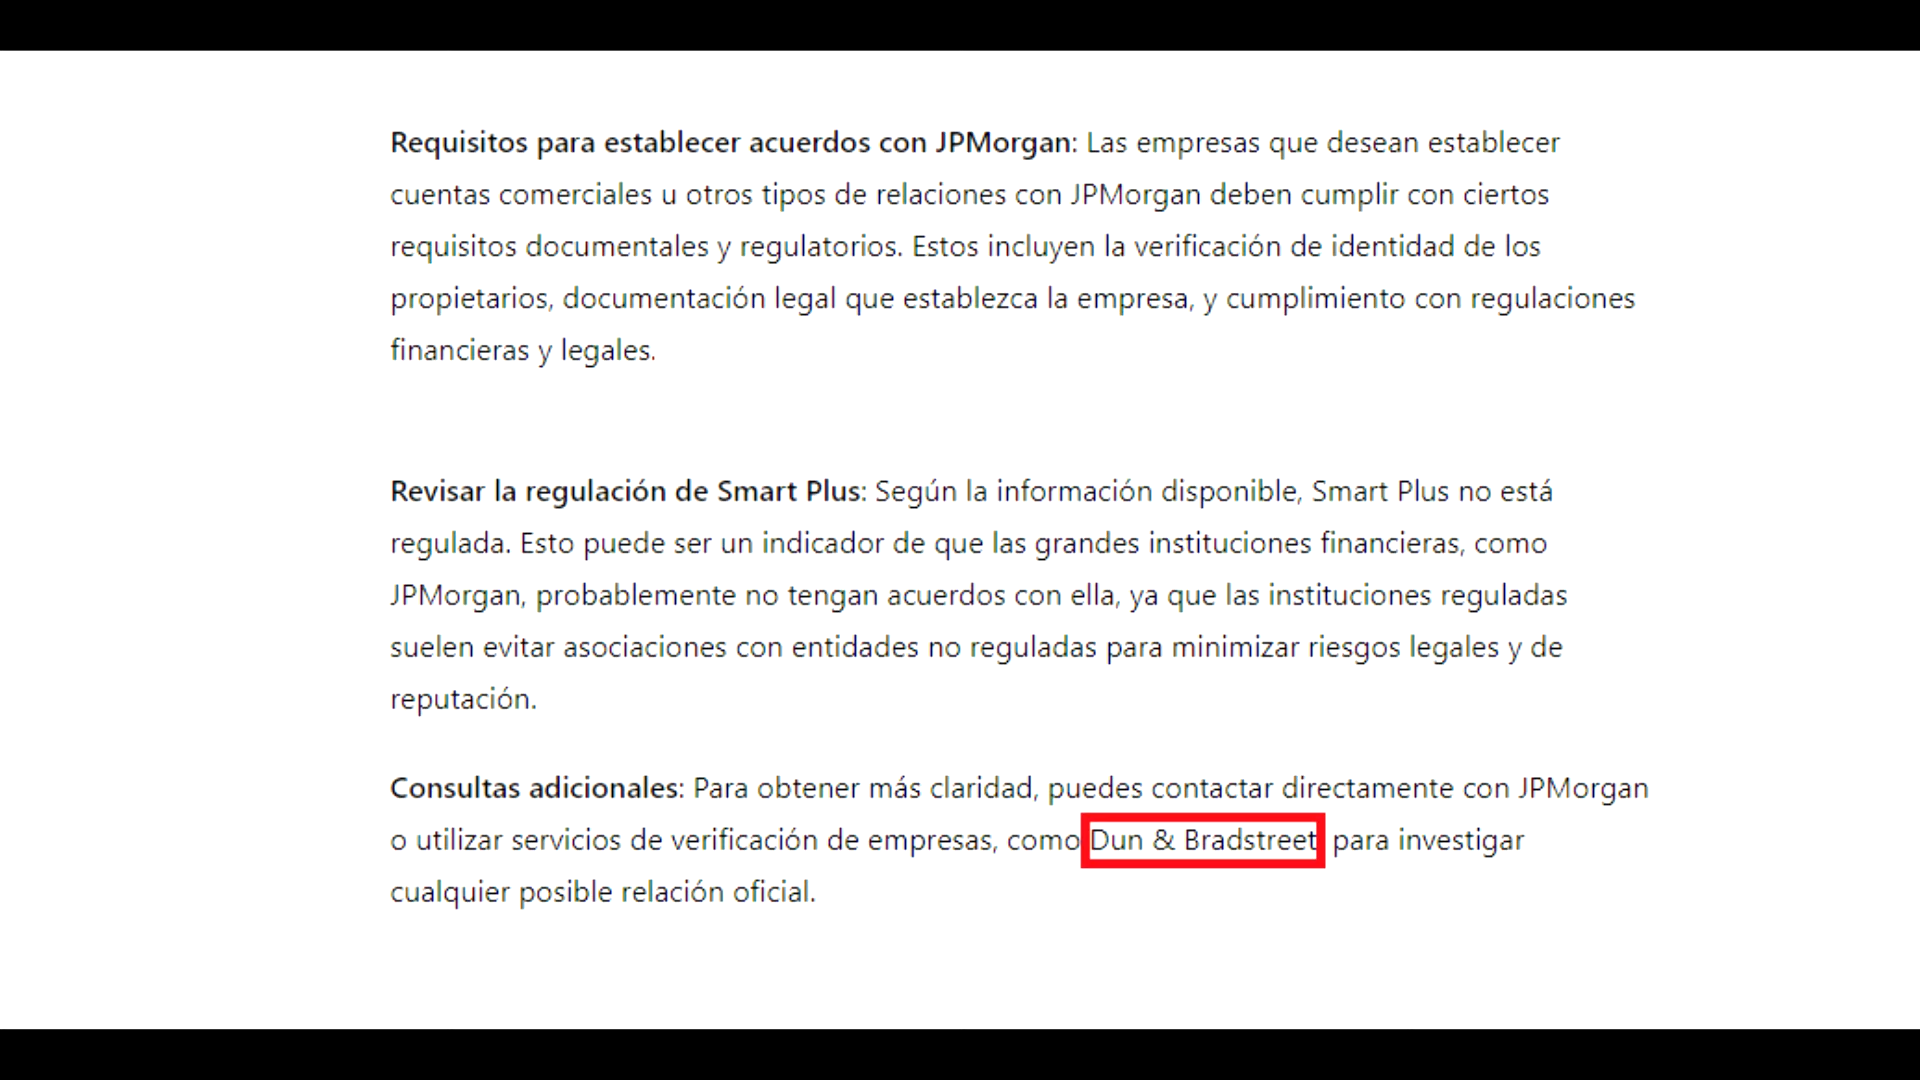 Requisitos para establecer acuerdos con JPMorgan: Las empresas que desean establecer
cuentas comerciales u otros tipos de relaciones con JPMorgan deben cumplir con ciertos
requisitos documentales y regulatorios. Estos incluyen la verificación de identidad de los
propietarios, documentación legal que establezca la empresa, y cumplimiento con regulaciones
financieras y legales.
Revisar la regulación de Smart Plus: Según la información disponible, Smart Plus no está
regulada. Esto puede ser un indicador de que las grandes instituciones financieras, como
JPMorgan, probablemente no tengan acuerdos con ella, ya que las instituciones reguladas
suelen evitar asociaciones con entidades no reguladas para minimizar riesgos legales y de
reputación.
Consultas adicionales: Para obtener más claridad, puedes contactar directamente con JPMorgan
o utilizar servicios de verificación de empresas, como Dun & Bradstreet para investigar
cualquier posible relación oficial.